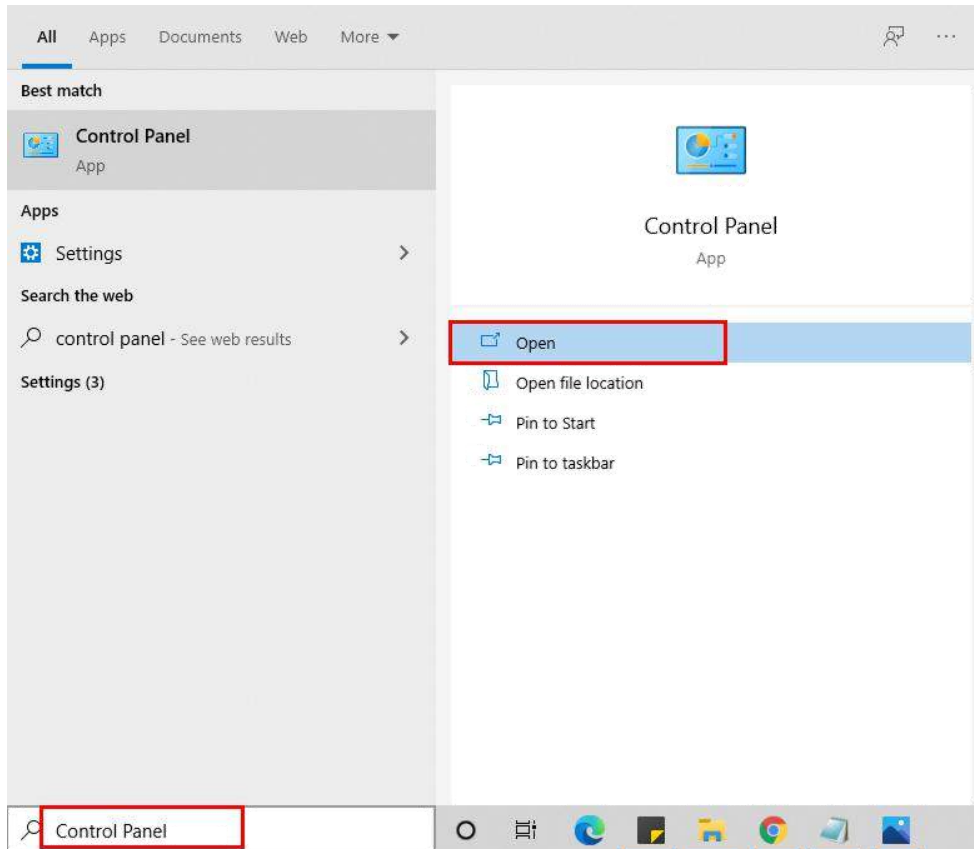 All Apps Documents Web More
Best match
Control Panel
App
Apps
Settings
Search the web
control panel - See web results
Settings (3)
Control Panel
App
Open
Open file location
Pin to Start
Pin to taskbar
Control Panel